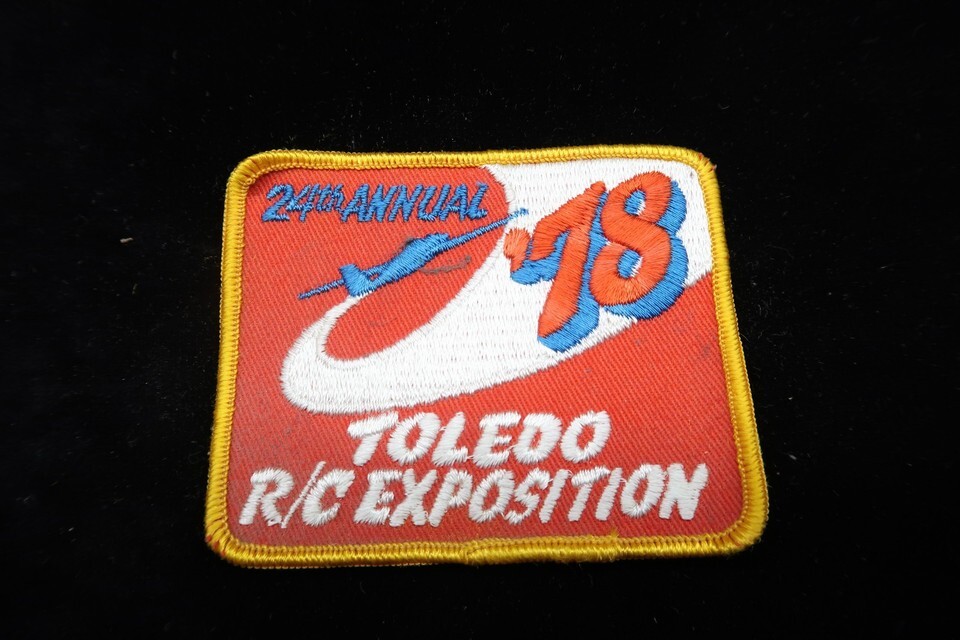 24th ANNUAL
'78
TOLEDO
R/C EXPOSITION